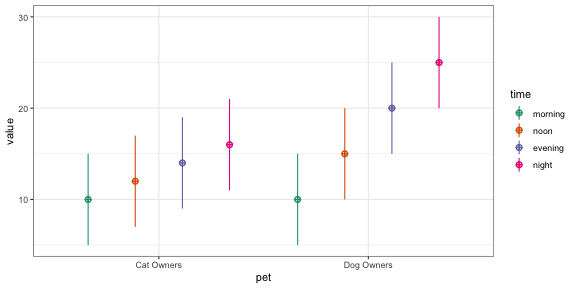 30
20
10
value
Cat Owners
Dog Owners
pet
time
morning
noon
evening
night